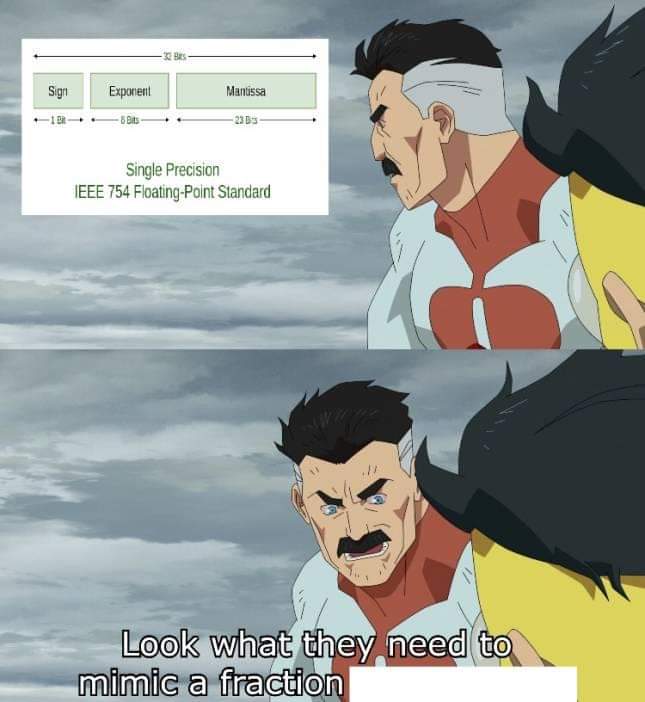 32 Bits
Sign Exponent Mantissa
1 Bit 8 Bits 23 Bits
Single Precision
IEEE 754 Floating-Point Standard
Look what they need to
mimic a fraction